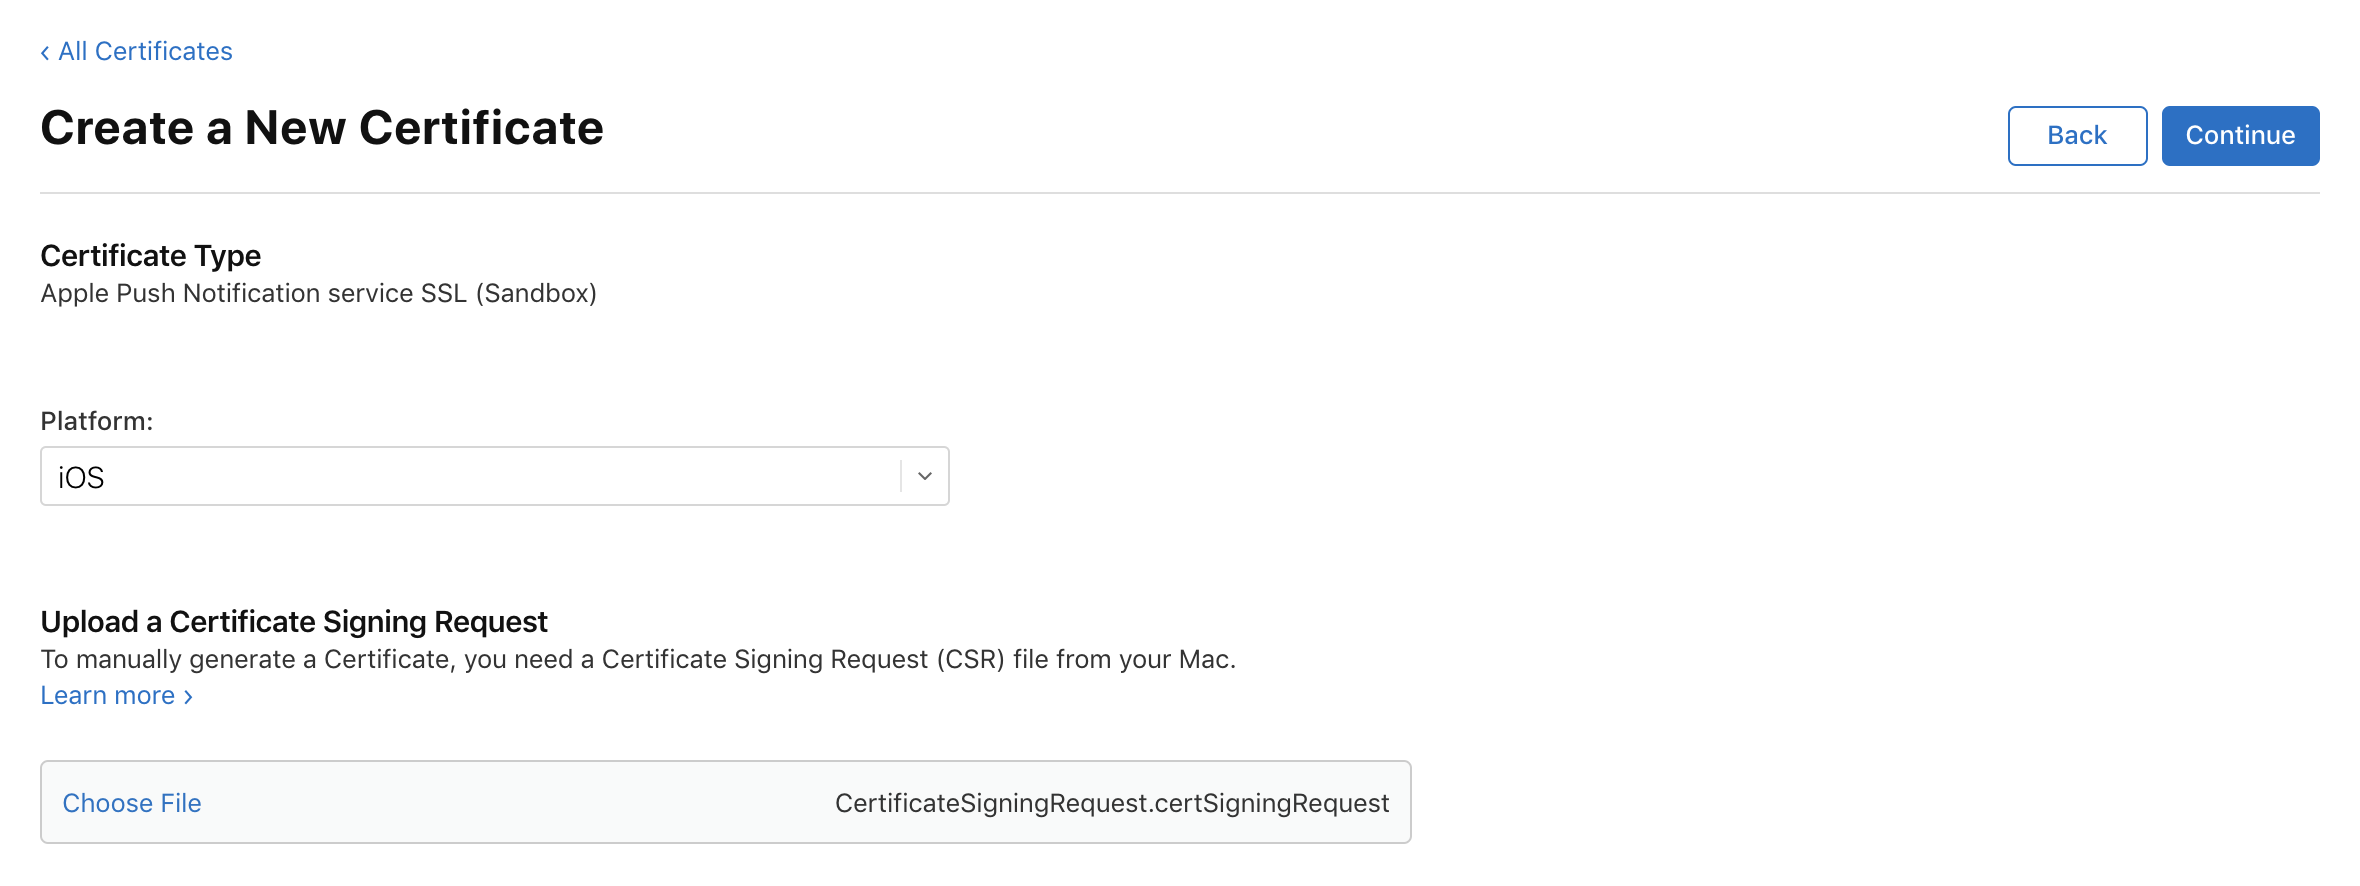 ‹ All Certificates
Create a New Certificate
Back
Continue
Certificate Type
Apple Push Notification service SSL (Sandbox)
Platform:
iOS
Upload a Certificate Signing Request
To manually generate a Certificate, you need a Certificate Signing Request (CSR) file from your Mac.
Learn more ›
Choose File
CertificateSigningRequest.certSigningRequest